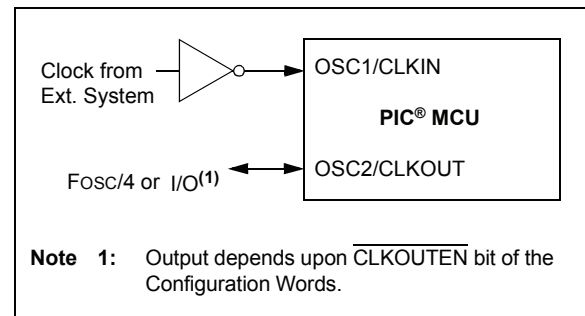 Clock from
Ext. System
OSC1/CLKIN
PIC® MCU
FOSC/4 or I/O(1)
OSC2/CLKOUT
Note 1: Output depends upon CLKOUTEN bit of the
Configuration Words.